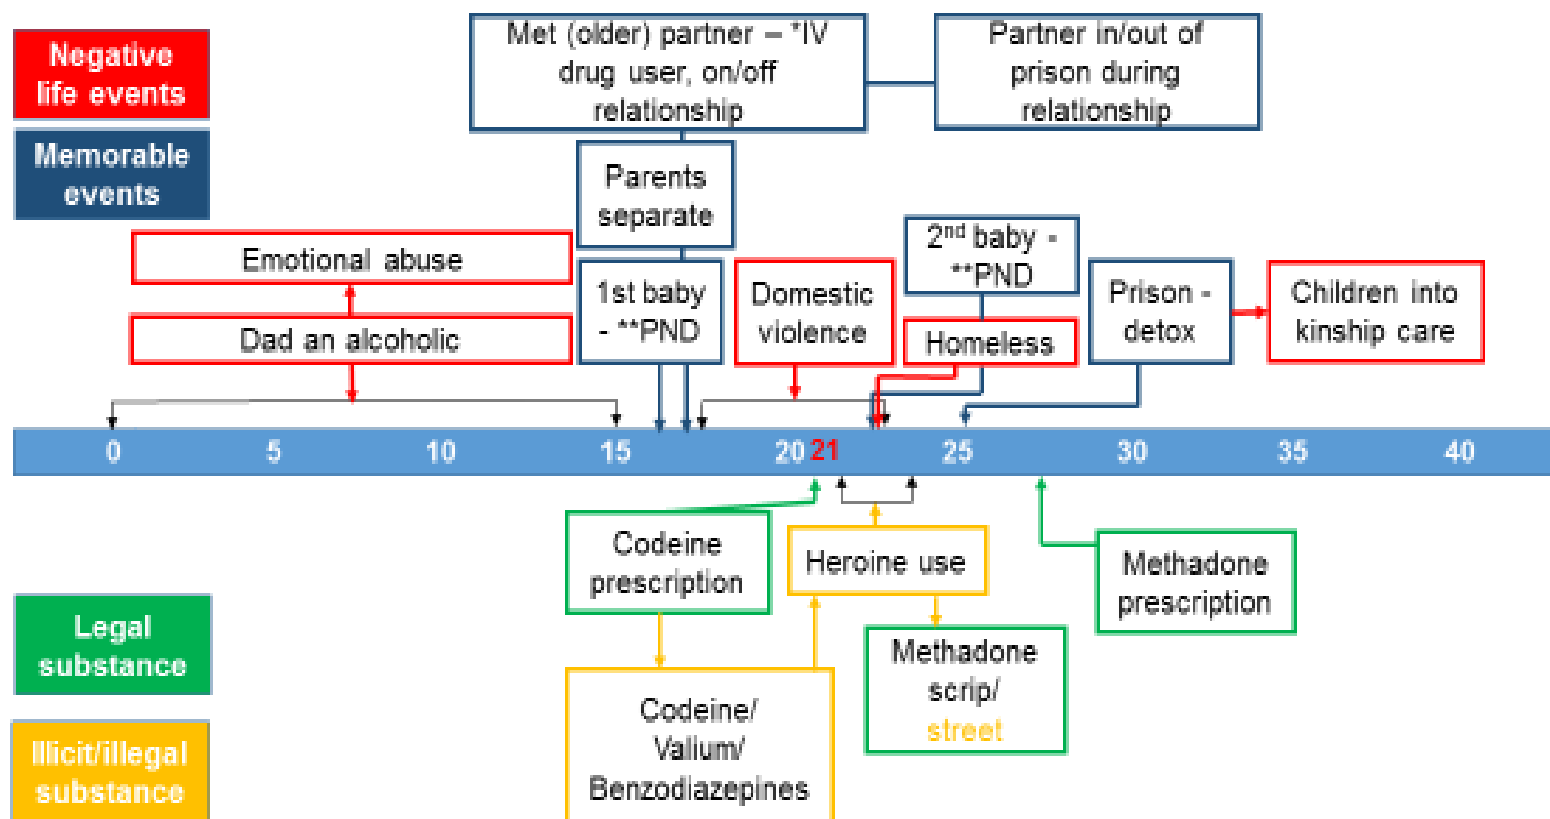 Negative
life events
Memorable
events
Met (older) partner – *IV
drug user, on/off
relationship
Partner in/out of
prison during
relationship
Parents
separate
Emotional abuse
Dad an alcoholic
1st baby
- **PND
Domestic
violence
2nd baby -
**PND
Homeless
Prison -
detox
Children into
kinship care
0 5 10 15 20 21 25 30 35 40
Codeine
prescription
Heroine use
Methadone
prescription
Legal
substance
Methadone
scrip/
street
Codeine/
Valium/
Benzodiazepines
Illicit/illegal
substance